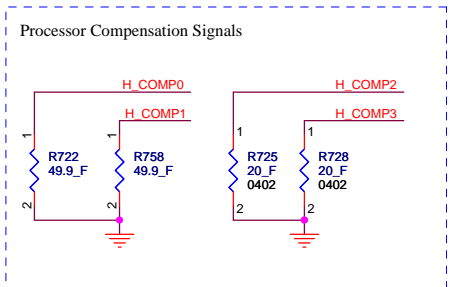 Processor Compensation Signals
H_COMP0
H_COMP2
H_COMP1
H_COMP3
1
1
1
1
R722
49.9_F
R758
49.9_F
R725
20_F
0402
R728
20_F
0402
2
2
2
2